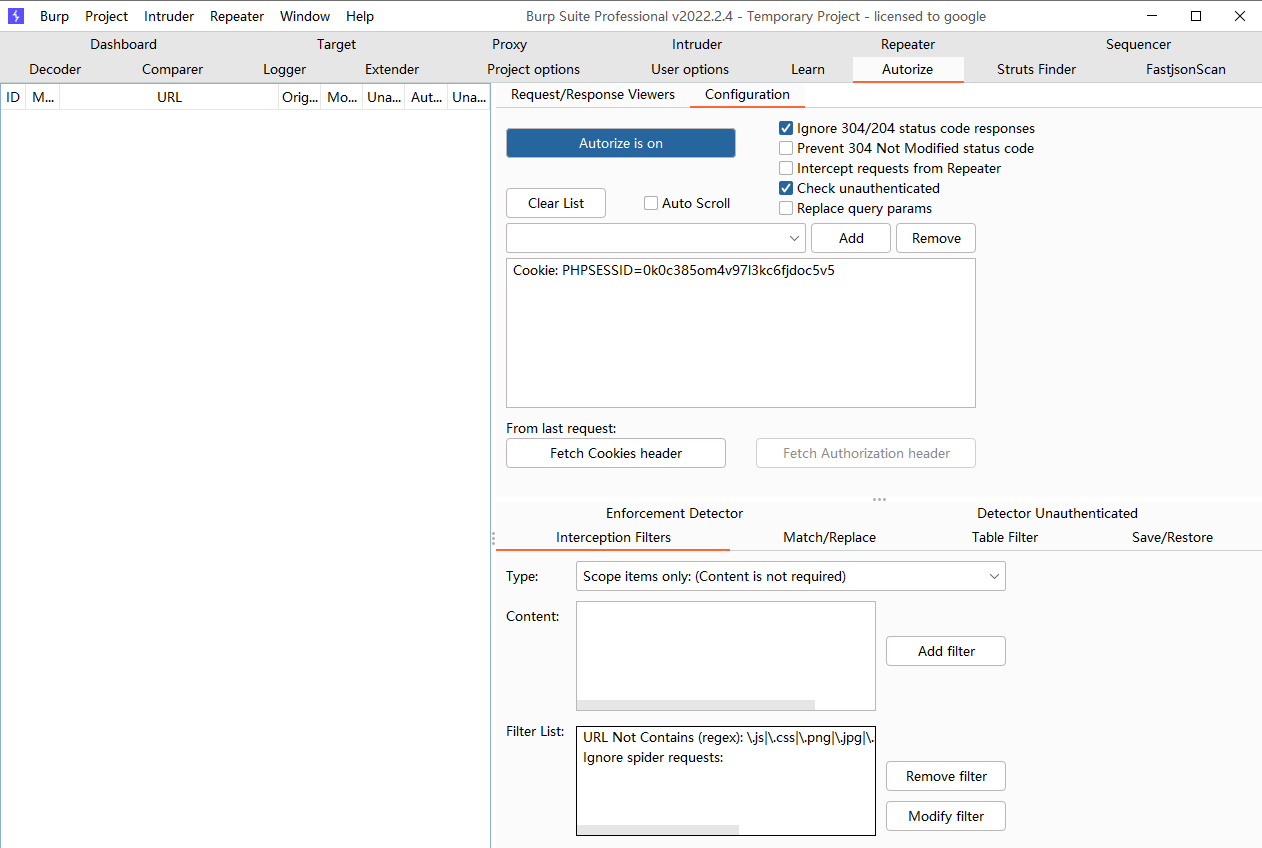 Burp Project Intruder Repeater Window Help Burp Suite Professional v2022.2.4 - Temporary Project - licensed to google
Dashboard Target Proxy Intruder Repeater Sequencer
Decoder Comparer Logger Extender Project options User options Learn Autorize Struts Finder FastjsonScan
ID M... URL Orig... Mo... Una... Aut... Una...
Request/Response Viewers Configuration
Autorize is on
Ignore 304/204 status code responses
Prevent 304 Not Modified status code
Intercept requests from Repeater
Check unauthenticated
Replace query params
Clear List Auto Scroll
Add Remove
Cookie: PHPSESSID=0k0c385om4v97l3kc6fjdoc5v5
From last request:
Fetch Cookies header Fetch Authorization header
Enforcement Detector Detector Unauthenticated
Interception Filters Match/Replace Table Filter Save/Restore
Type: Scope items only: (Content is not required)
Content:
Add filter
Filter List: URL Not Contains (regex): \.js|\.css|\.png|\.jpg|\.
Ignore spider requests:
Remove filter
Modify filter